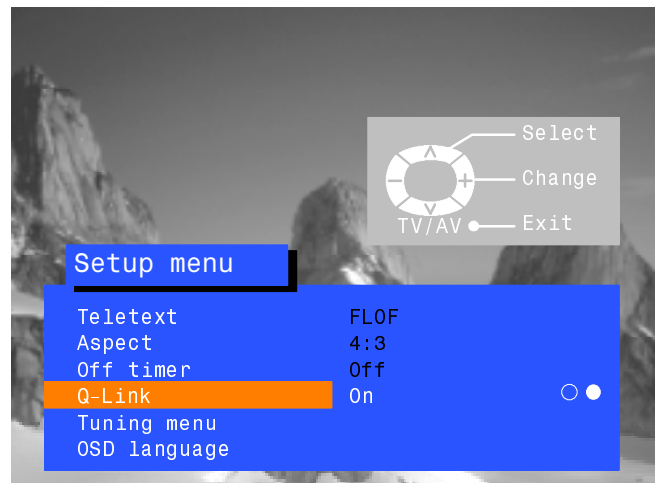 Select
Change
TV/AV Exit
Setup menu
Teletext FLOF
Aspect 4:3
Off timer Off
Q-Link On
Tuning menu
OSD language